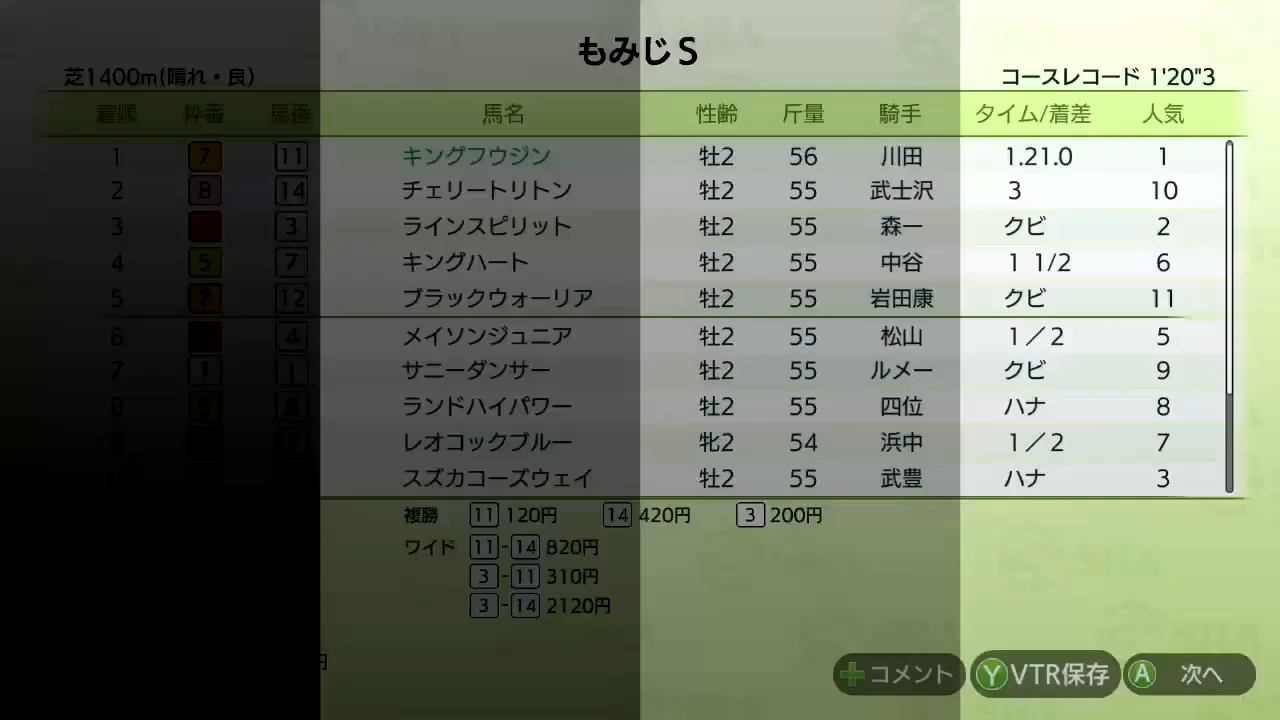 もみじS
芝1400m(晴れ・良)
コースレコード 1'20"3
着順 枠番 馬番 馬名 性齢 斤量 騎手 タイム/着差 人気
1 7 11 キングフウジン 牡2 56 川田 1.21.0 1
2 8 14 チェリートリトン 牡2 55 武士沢 3 10
3 3 ラインスピリット 牡2 55 森一 クビ 2
4 5 7 キングハート 牡2 55 中谷 1 1/2 6
5 7 12 ブラックウォーリア 牡2 55 岩田康 クビ 11
6 4 メイソンジュニア 牡2 55 松山 1/2 5
7 1 1 サニーダンサー 牡2 55 ルメー クビ 9
8 ランドハイパワー 牡2 55 四位 ハナ 8
レオコックブルー 牝2 54 浜中 1/2 7
スズカコーズウェイ 牡2 55 武豊 ハナ 3
複勝 11 120円 14 420円 3 200円
ワイド 11-14 820円
3-11 310円
3-14 2120円
円
コメント Y VTR保存 A 次へ